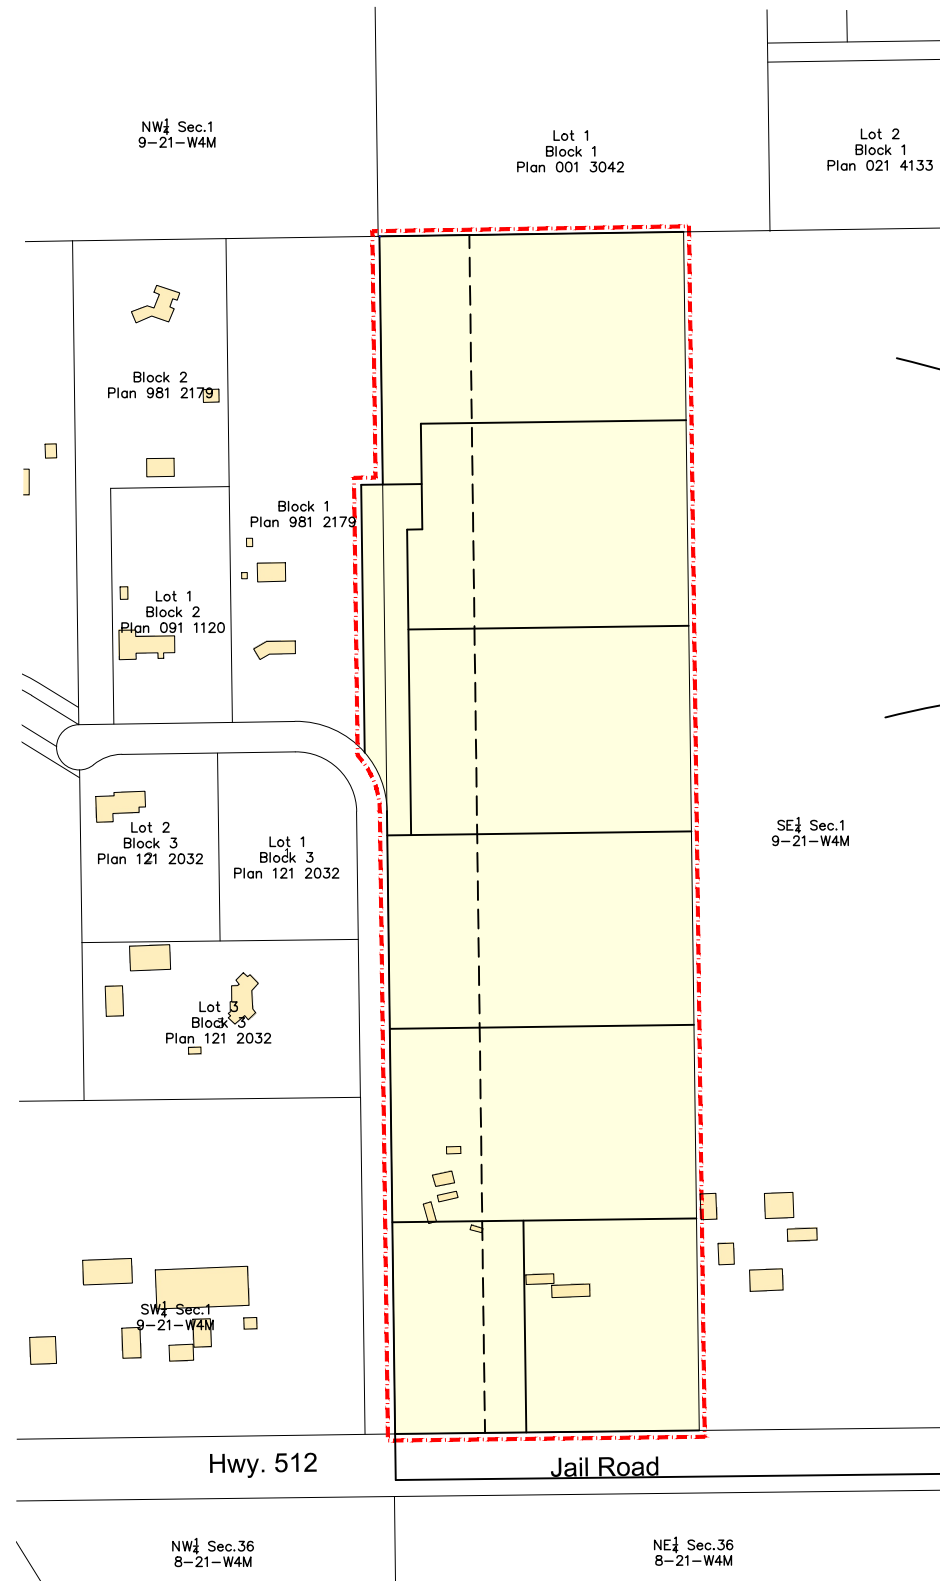 NW¼ Sec.1
9-21-W4M
Lot 1
Block 1
Plan 001 3042
Lot 2
Block 1
Plan 021 4133
Block 2
Plan 981 2179
Block 1
Plan 981 2179
Lot 1
Block 2
Plan 091 1120
Lot 2
Block 3
Plan 121 2032
Lot 1
Block 3
Plan 121 2032
SE¼ Sec.1
9-21-W4M
Lot 3
Block 3
Plan 121 2032
SW¼ Sec.1
9-21-W4M
Hwy. 512
Jail Road
NW¼ Sec.36
8-21-W4M
NE¼ Sec.36
8-21-W4M